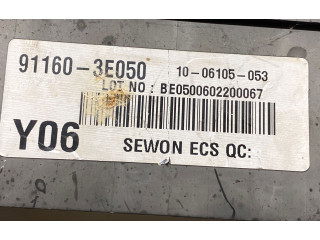 91160-3E050 10-06105-053
LOT NO : BE0500602200067
Y06 SEWON ECS QC: